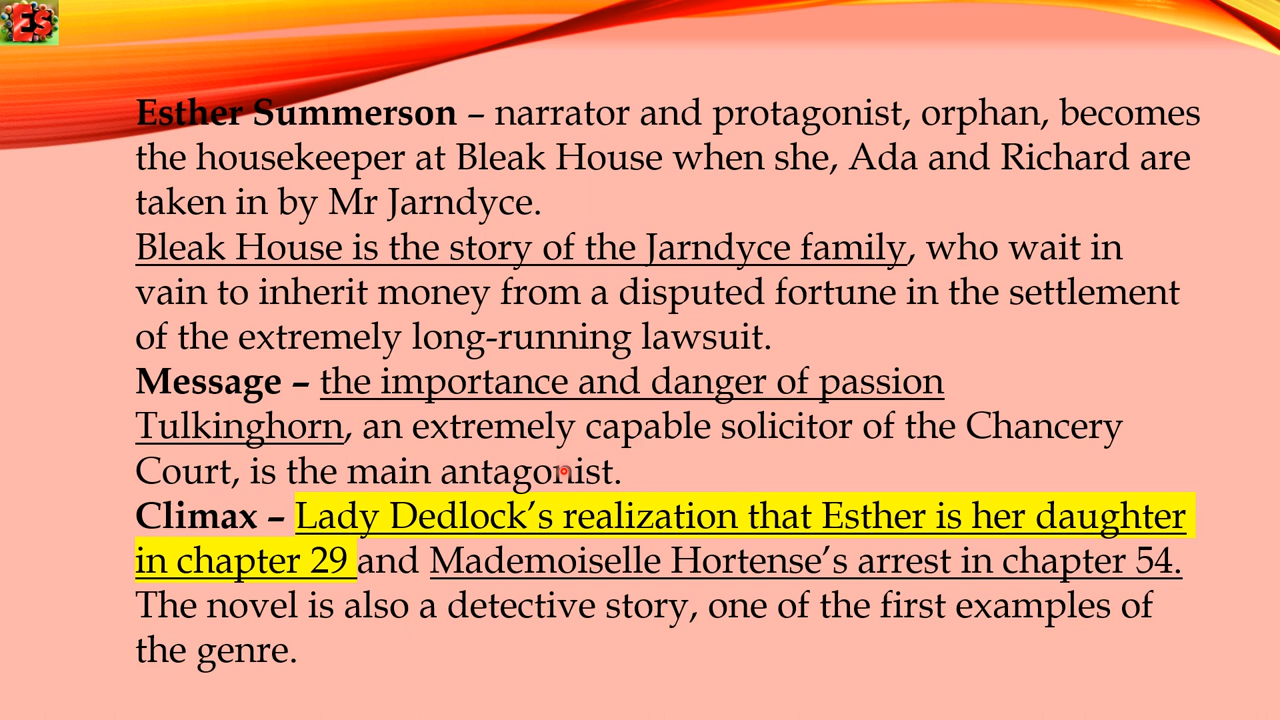 Es
Esther Summerson – narrator and protagonist, orphan, becomes
the housekeeper at Bleak House when she, Ada and Richard are
taken in by Mr Jarndyce.
Bleak House is the story of the Jarndyce family, who wait in
vain to inherit money from a disputed fortune in the settlement
of the extremely long-running lawsuit.
Message – the importance and danger of passion
Tulkinghorn, an extremely capable solicitor of the Chancery
Court, is the main antagonist.
Climax – Lady Dedlock’s realization that Esther is her daughter
in chapter 29 and Mademoiselle Hortense’s arrest in chapter 54.
The novel is also a detective story, one of the first examples of
the genre.